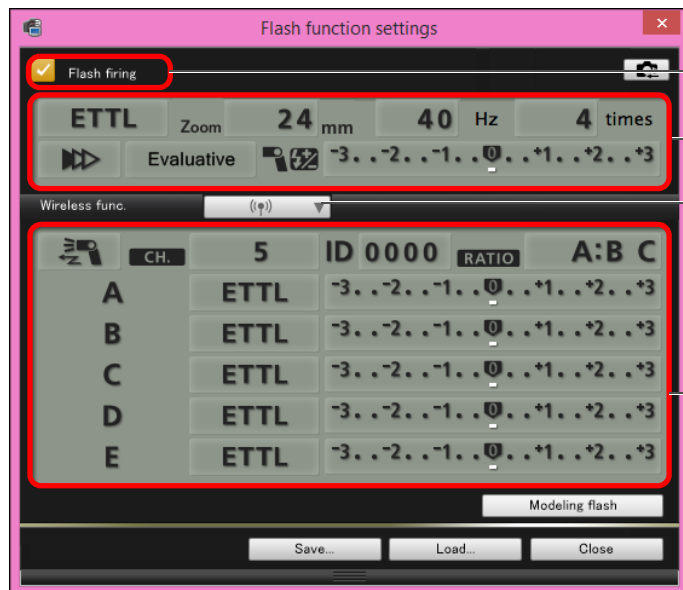 Flash function settings
Flash firing
ETTL Zoom 24 mm 40 Hz 4 times
Evaluative -3..-2..-1..0..+1..+2..+3
Wireless func.
CH. 5 ID 0000 RATIO A:B C
A ETTL -3..-2..-1..0..+1..+2..+3
B ETTL -3..-2..-1..0..+1..+2..+3
C ETTL -3..-2..-1..0..+1..+2..+3
D ETTL -3..-2..-1..0..+1..+2..+3
E ETTL -3..-2..-1..0..+1..+2..+3
Modeling flash
Save... Load... Close